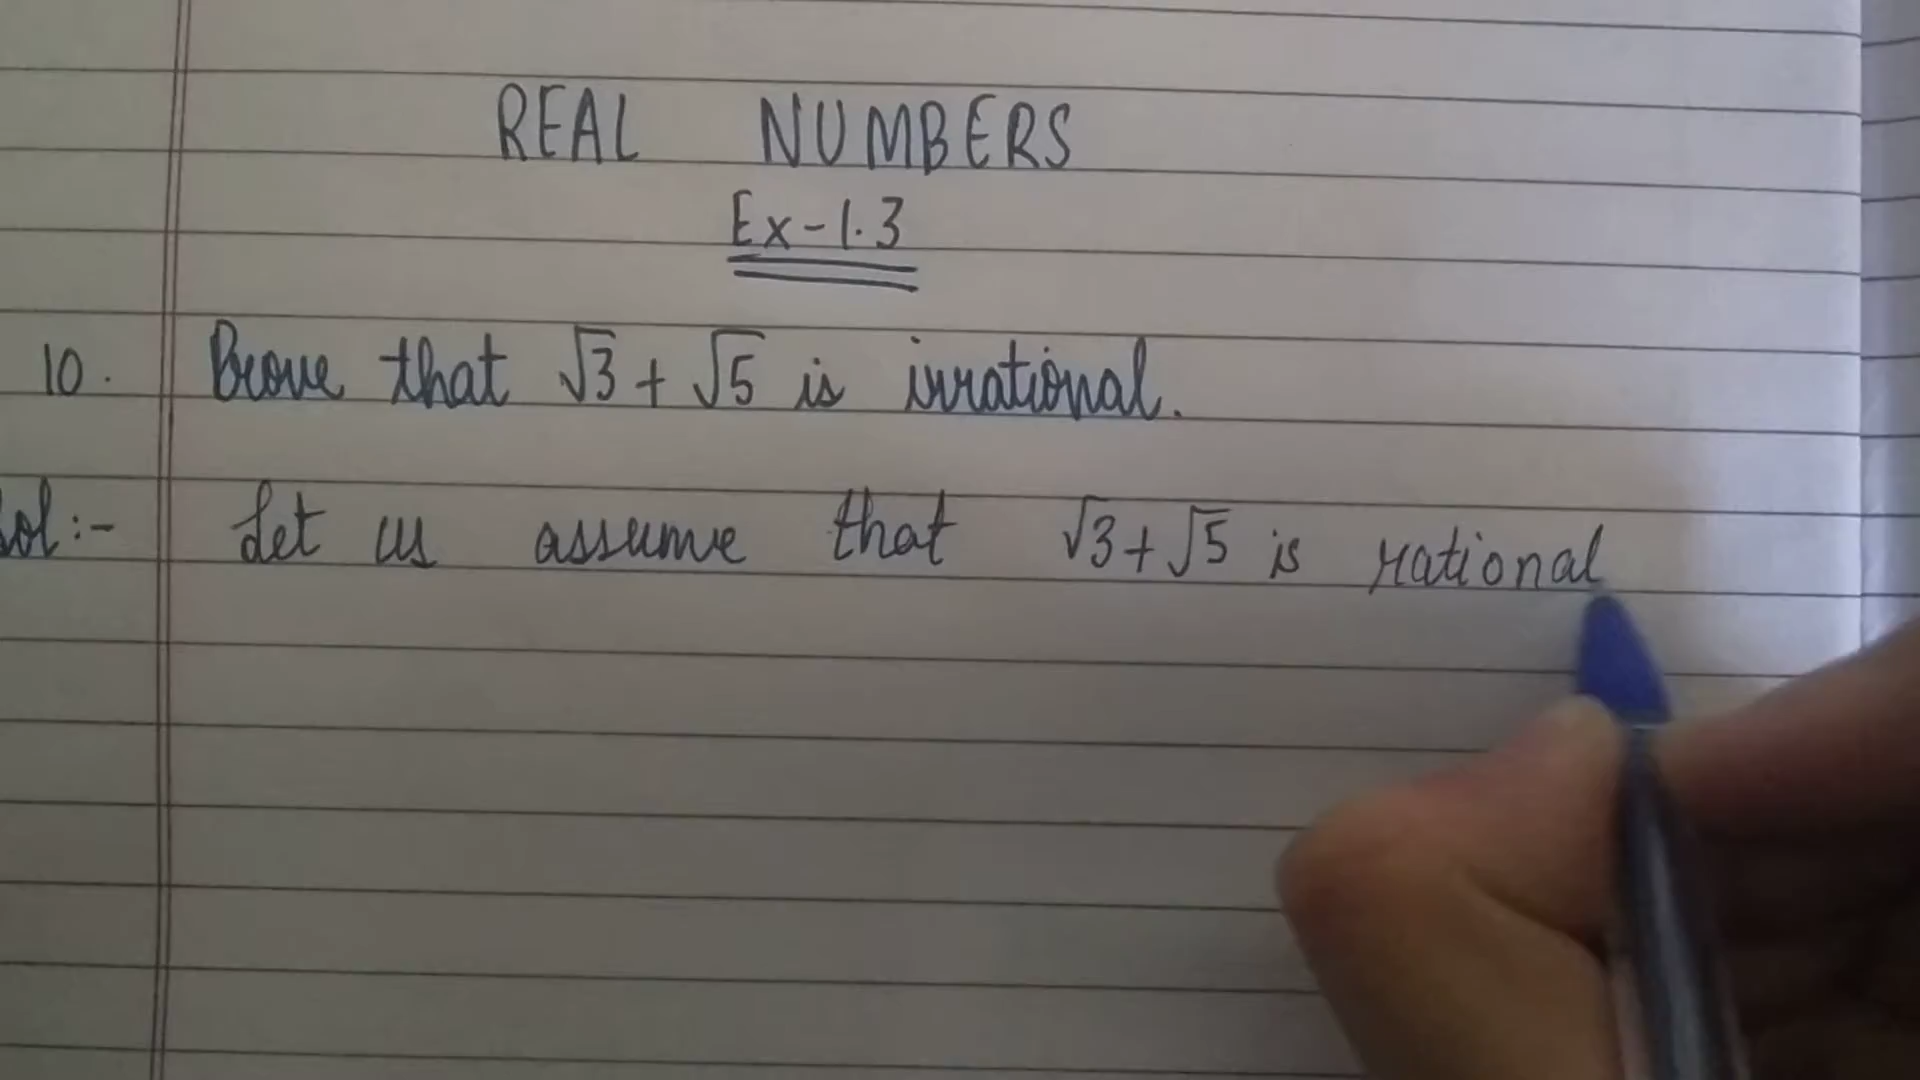 REAL NUMBERS
Ex-1.3
10. Prove that √3 + √5 is irrational.
Sol:- Let us assume that √3+√5 is rational